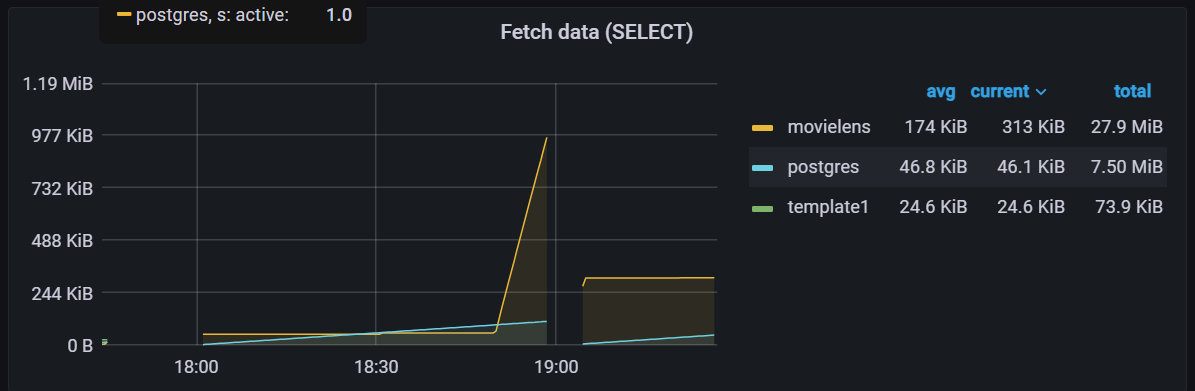 postgres, s: active: 1.0
Fetch data (SELECT)
1.19 MiB
977 KiB
732 KiB
488 KiB
244 KiB
0 B
18:00 18:30 19:00
avg current total
movielens 174 KiB 313 KiB 27.9 MiB
postgres 46.8 KiB 46.1 KiB 7.50 MiB
template1 24.6 KiB 24.6 KiB 73.9 KiB